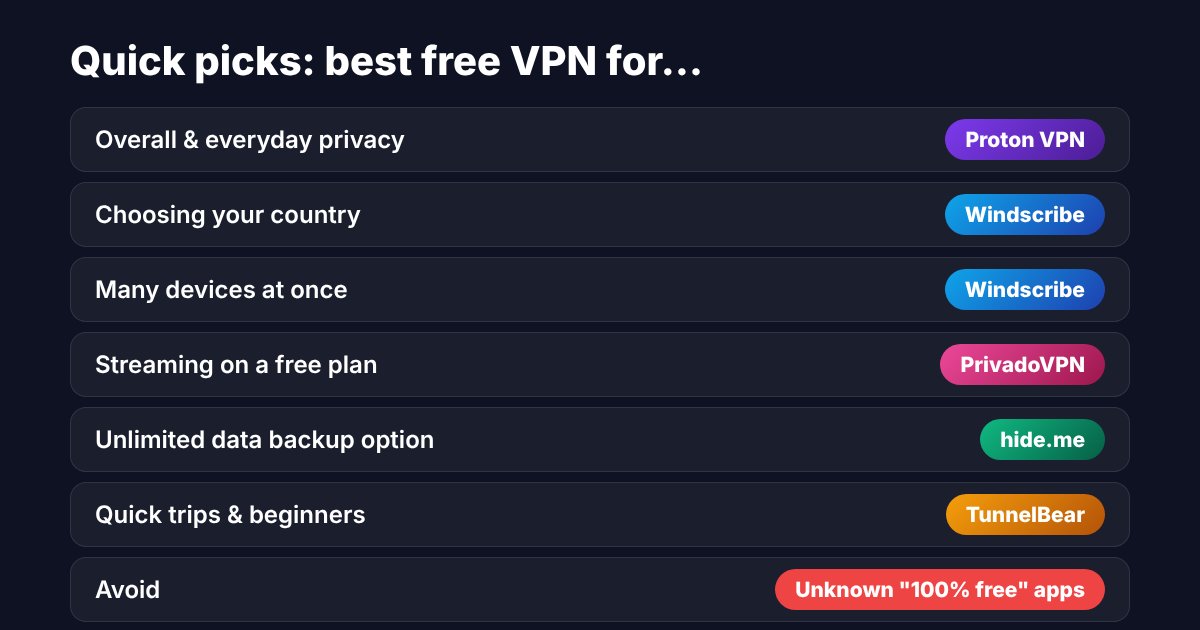 Quick picks: best free VPN for...
Overall & everyday privacy Proton VPN
Choosing your country Windscribe
Many devices at once Windscribe
Streaming on a free plan PrivadoVPN
Unlimited data backup option hide.me
Quick trips & beginners TunnelBear
Avoid Unknown "100% free" apps